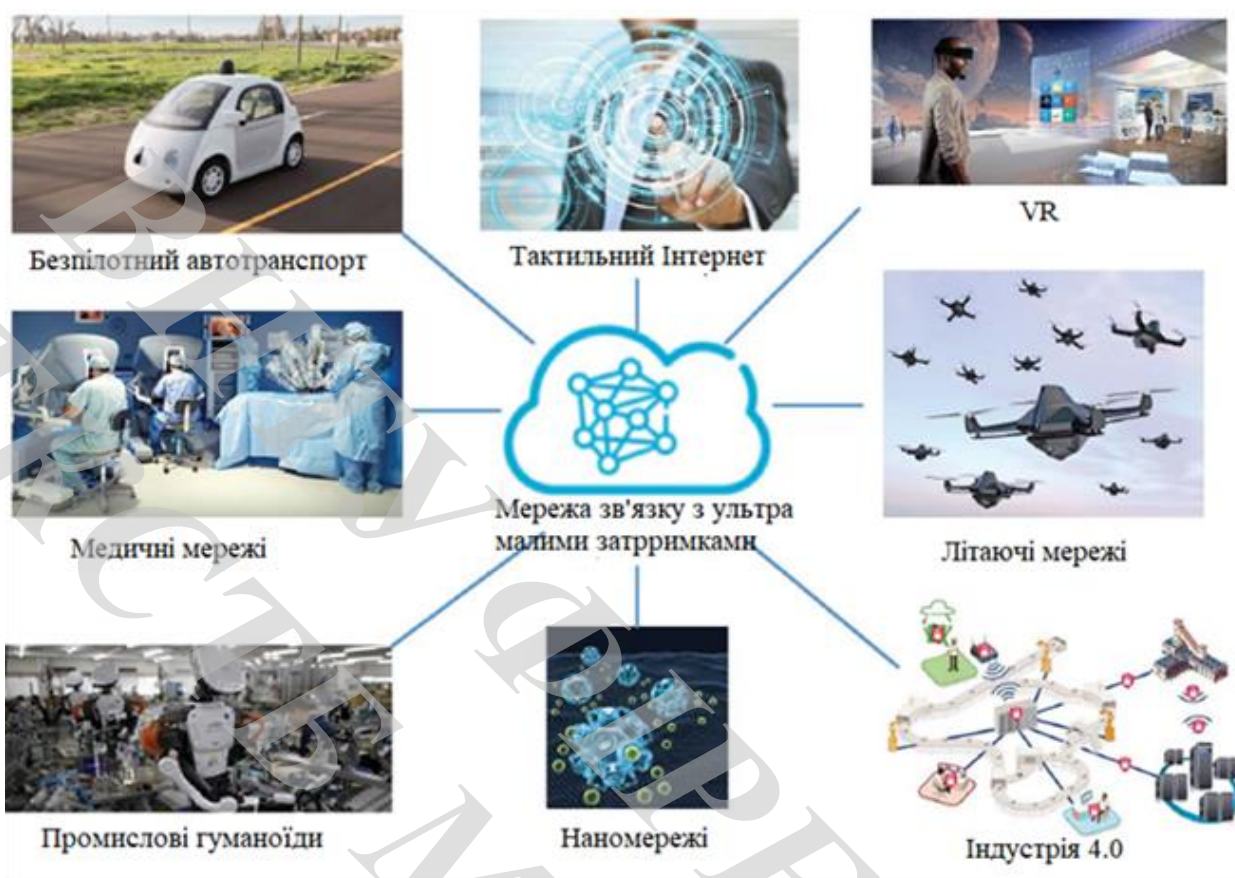 Безпілотний автотранспорт
Тактильний Інтернет
VR
Медичні мережі
Мережа зв'язку з ультра
малими затрримками
Літаючі мережі
Промислові гуманоїди
Наномережі
Індустрія 4.0